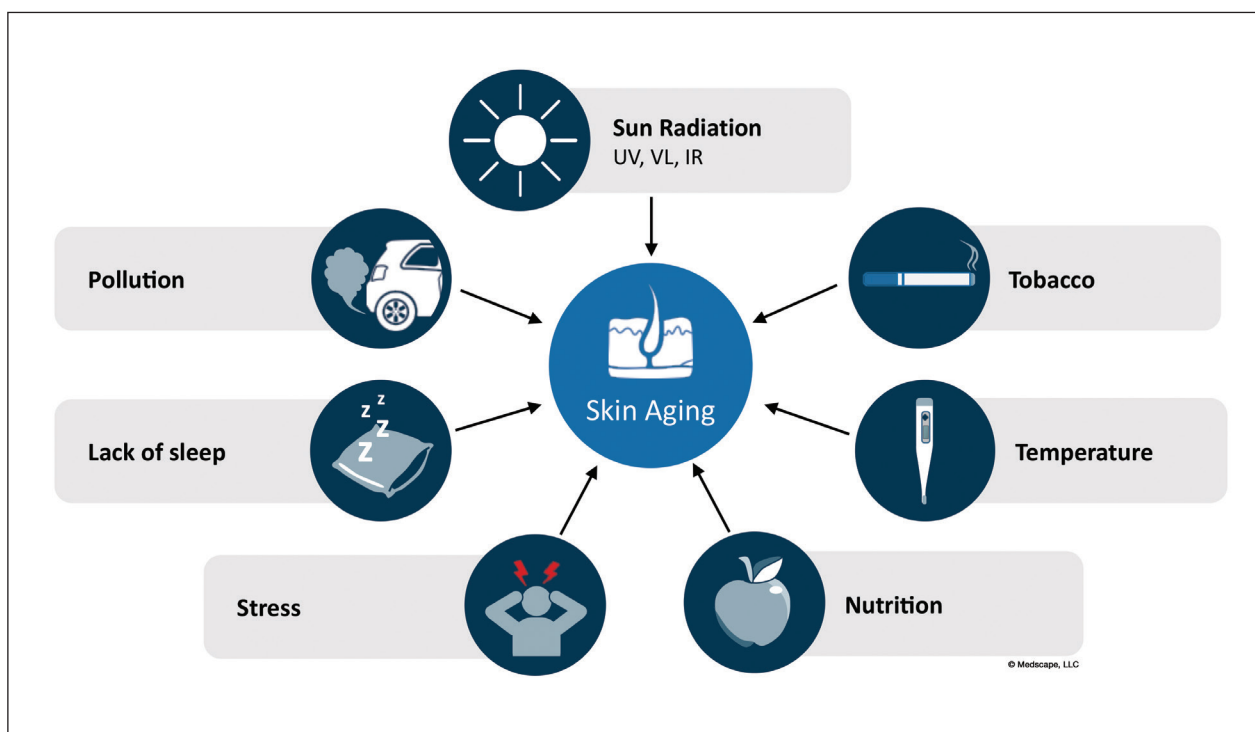 Sun Radiation
UV, VL, IR
Pollution
Tobacco
Skin Aging
Lack of sleep
z
z
z
Z
Temperature
Stress
Nutrition
© Medscape, LLC